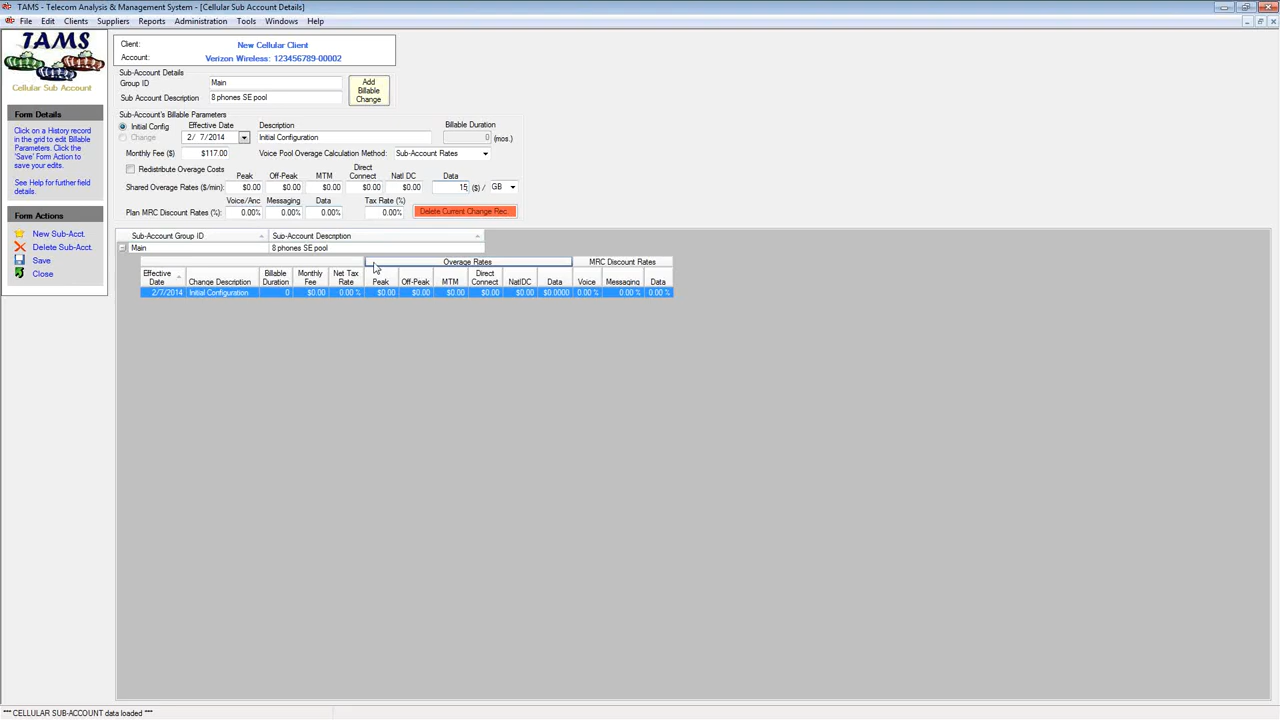 TAMS - Telecom Analysis & Management System - [Cellular Sub Account Details]
File Edit Clients Suppliers Reports Administration Tools Windows Help
TAMS
Cellular Sub Account
Form Details
Click on a History record
in the grid to edit Billable
Parameters. Click the
'Save' Form Action to
save your edits.
See Help for further field
details.
Form Actions
New Sub-Acct.
Delete Sub-Acct.
Save
Close
Client: New Cellular Client
Account: Verizon Wireless: 123456789-00002
Sub-Account Details
Group ID Main
Sub Account Description 8 phones SE pool
Add
Billable
Change
Sub-Account's Billable Parameters
Initial Config Effective Date Description Billable Duration
Change 2/ 7/2014 Initial Configuration 0 (mos.)
Monthly Fee ($) $117.00 Voice Pool Overage Calculation Method: Sub-Account Rates
Redistribute Overage Costs
Peak Off-Peak MTM Direct Connect Natl DC Data
Shared Overage Rates ($/min): $0.00 $0.00 $0.00 $0.00 $0.00 15 ($) / GB
Voice/Anc Messaging Data Tax Rate (%)
Plan MRC Discount Rates (%): 0.00% 0.00% 0.00% 0.00% Delete Current Change Rec.
Sub-Account Group ID Sub-Account Description
Main 8 phones SE pool
Overage Rates MRC Discount Rates
Effective Date Change Description Billable Duration Monthly Fee Net Tax Rate Peak Off-Peak MTM Direct Connect NatlDC Data Voice Messaging Data
2/7/2014 Initial Configuration 0 $0.00 0.00 % $0.00 $0.00 $0.00 $0.00 $0.00 $0.0000 0.00 % 0.00 % 0.00 %
*** CELLULAR SUB-ACCOUNT data loaded ***